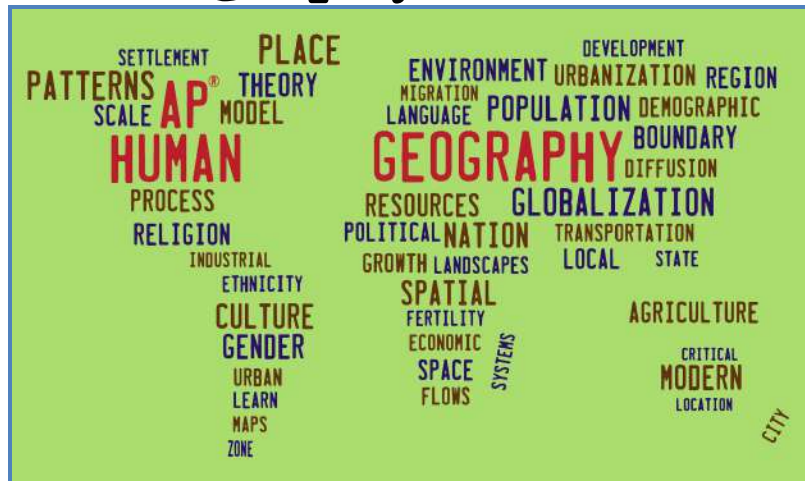 SETTLEMENT
PLACE
PATTERNS
AP®
THEORY
SCALE
MODEL
HUMAN
PROCESS
RELIGION
INDUSTRIAL
ETHNICITY
CULTURE
GENDER
URBAN
LEARN
MAPS
ZONE
DEVELOPMENT
ENVIRONMENT
URBANIZATION
REGION
MIGRATION
LANGUAGE
POPULATION
DEMOGRAPHIC
BOUNDARY
GEOGRAPHY
DIFFUSION
RESOURCES
GLOBALIZATION
POLITICAL
NATION
TRANSPORTATION
GROWTH
LANDSCAPES
LOCAL
STATE
SPATIAL
FERTILITY
ECONOMIC
SYSTEMS
SPACE
FLOWS
AGRICULTURE
CRITICAL
MODERN
LOCATION
CITY